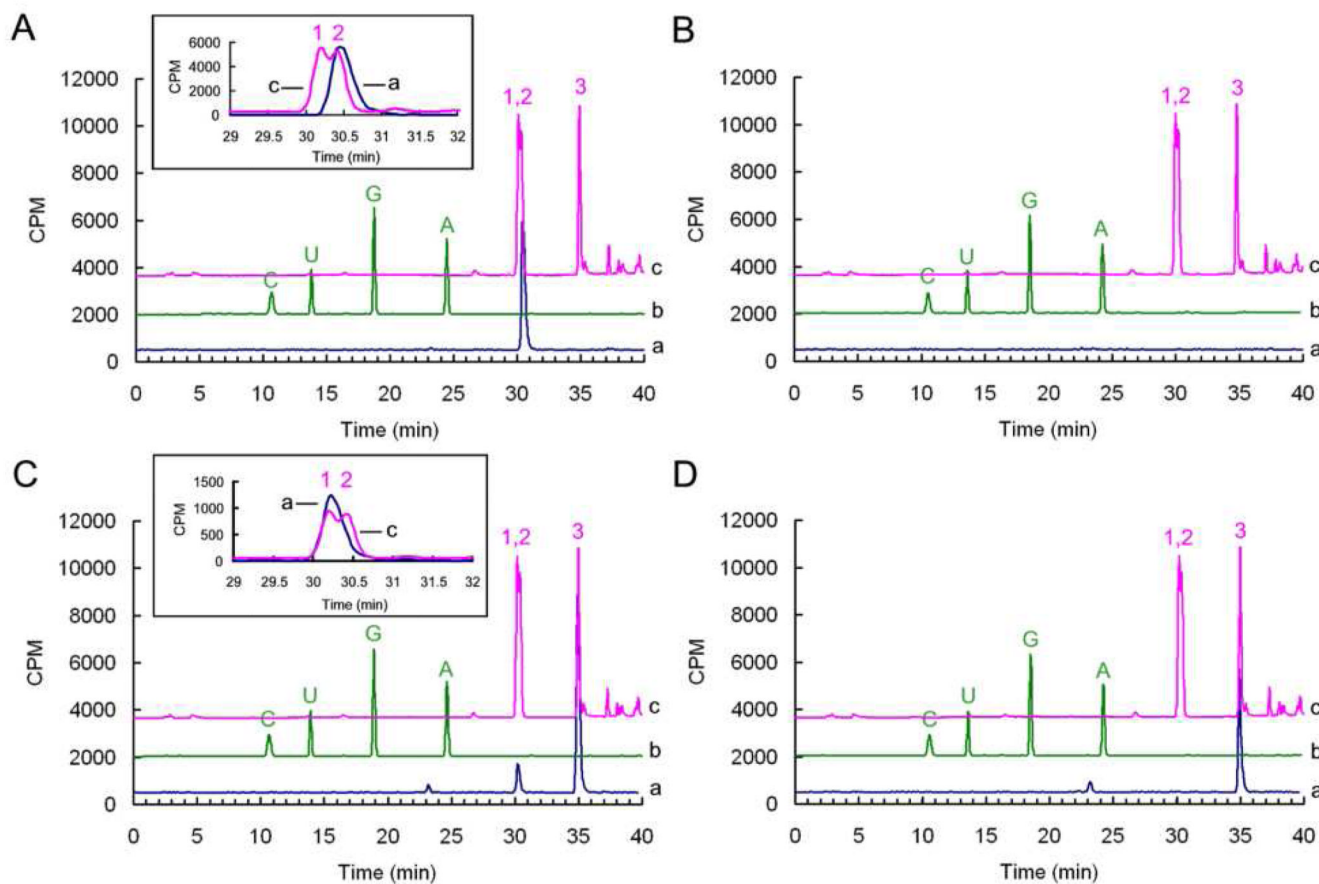 A
1 2
6000
4000
2000
0
CPM
c
a
29 29.5 30 30.5 31 31.5 32
Time (min)
12000
10000
8000
6000
4000
2000
0
CPM
1,2
3
C
U
G
A
c
b
a
0 5 10 15 20 25 30 35 40
Time (min)
B
12000
10000
8000
6000
4000
2000
0
CPM
1,2
3
C
U
G
A
c
b
a
0 5 10 15 20 25 30 35 40
Time (min)
C
1 2
1500
1000
500
0
CPM
a
c
29 29.5 30 30.5 31 31.5 32
Time (min)
12000
10000
8000
6000
4000
2000
0
CPM
1,2
3
C
U
G
A
c
b
a
0 5 10 15 20 25 30 35 40
Time (min)
D
12000
10000
8000
6000
4000
2000
0
CPM
1,2
3
C
U
G
A
c
b
a
0 5 10 15 20 25 30 35 40
Time (min)